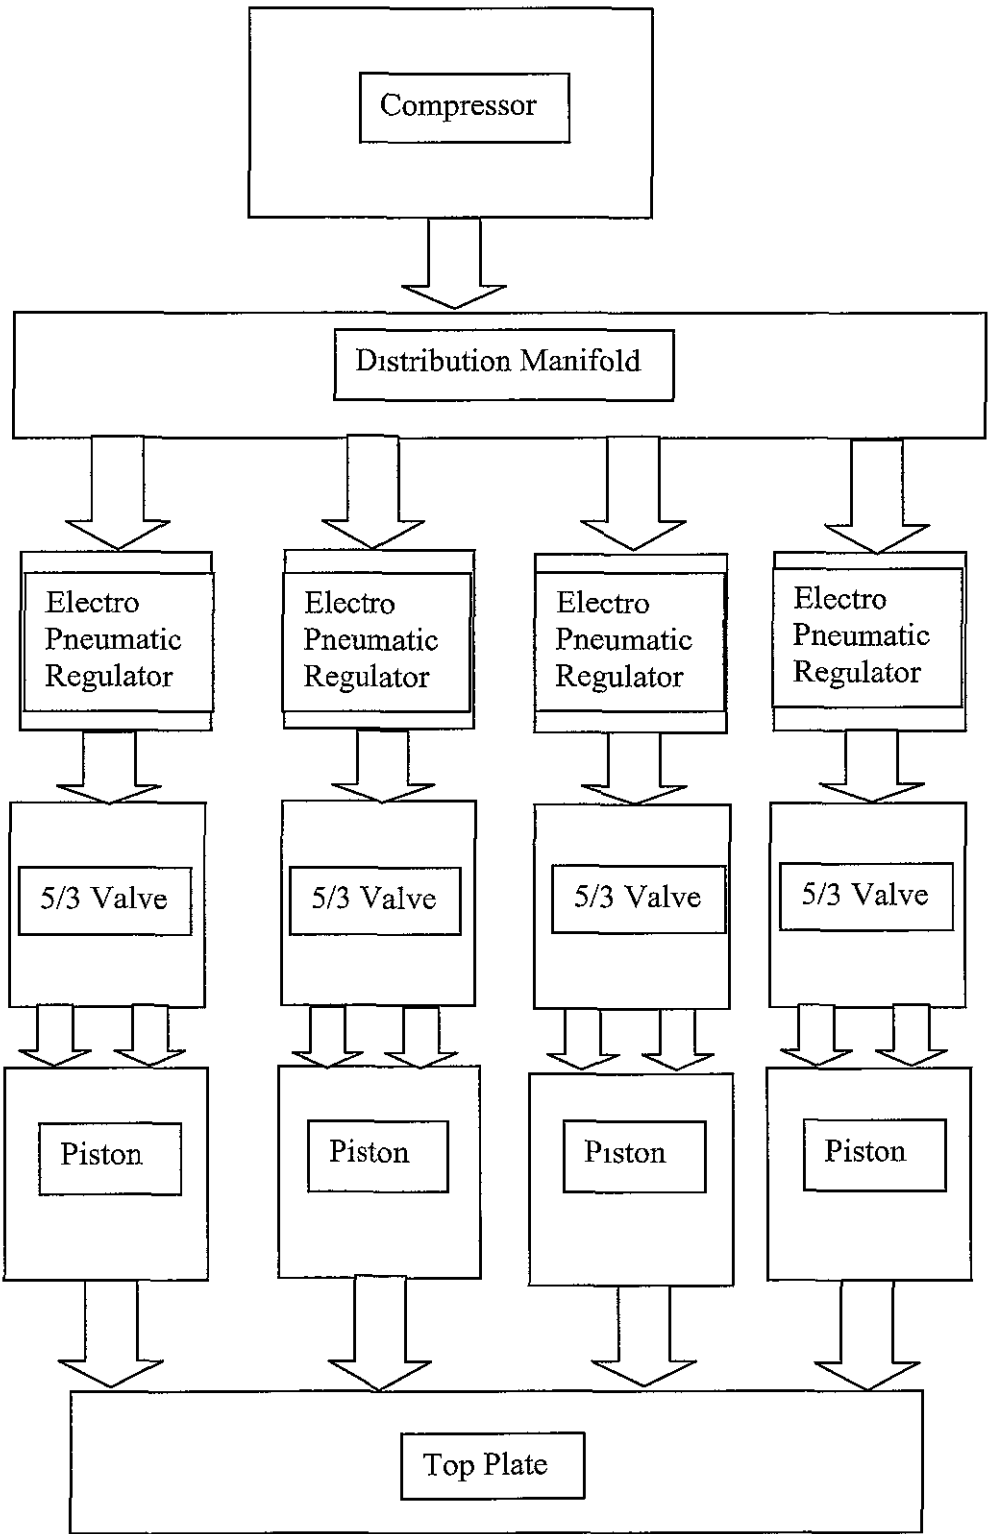 Compressor
Distribution Manifold
Electro
Pneumatic
Regulator
Electro
Pneumatic
Regulator
Electro
Pneumatic
Regulator
Electro
Pneumatic
Regulator
5/3 Valve
5/3 Valve
5/3 Valve
5/3 Valve
Piston
Piston
Piston
Piston
Top Plate